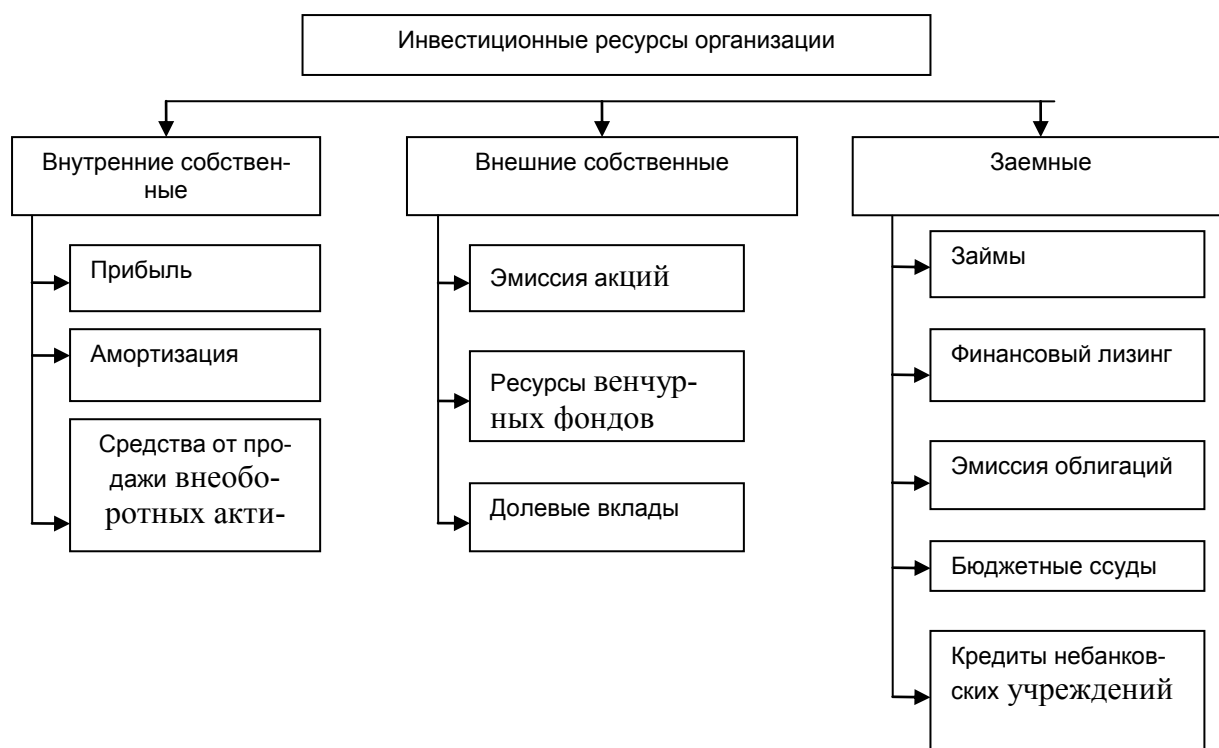 Инвестиционные ресурсы организации
Внутренние собствен-
ные
Прибыль
Амортизация
Средства от про-
дажи внеобо-
ротных акти-
Внешние собственные
Эмиссия акций
Ресурсы венчур-
ных фондов
Долевые вклады
Заемные
Займы
Финансовый лизинг
Эмиссия облигаций
Бюджетные ссуды
Кредиты небанков-
ских учреждений